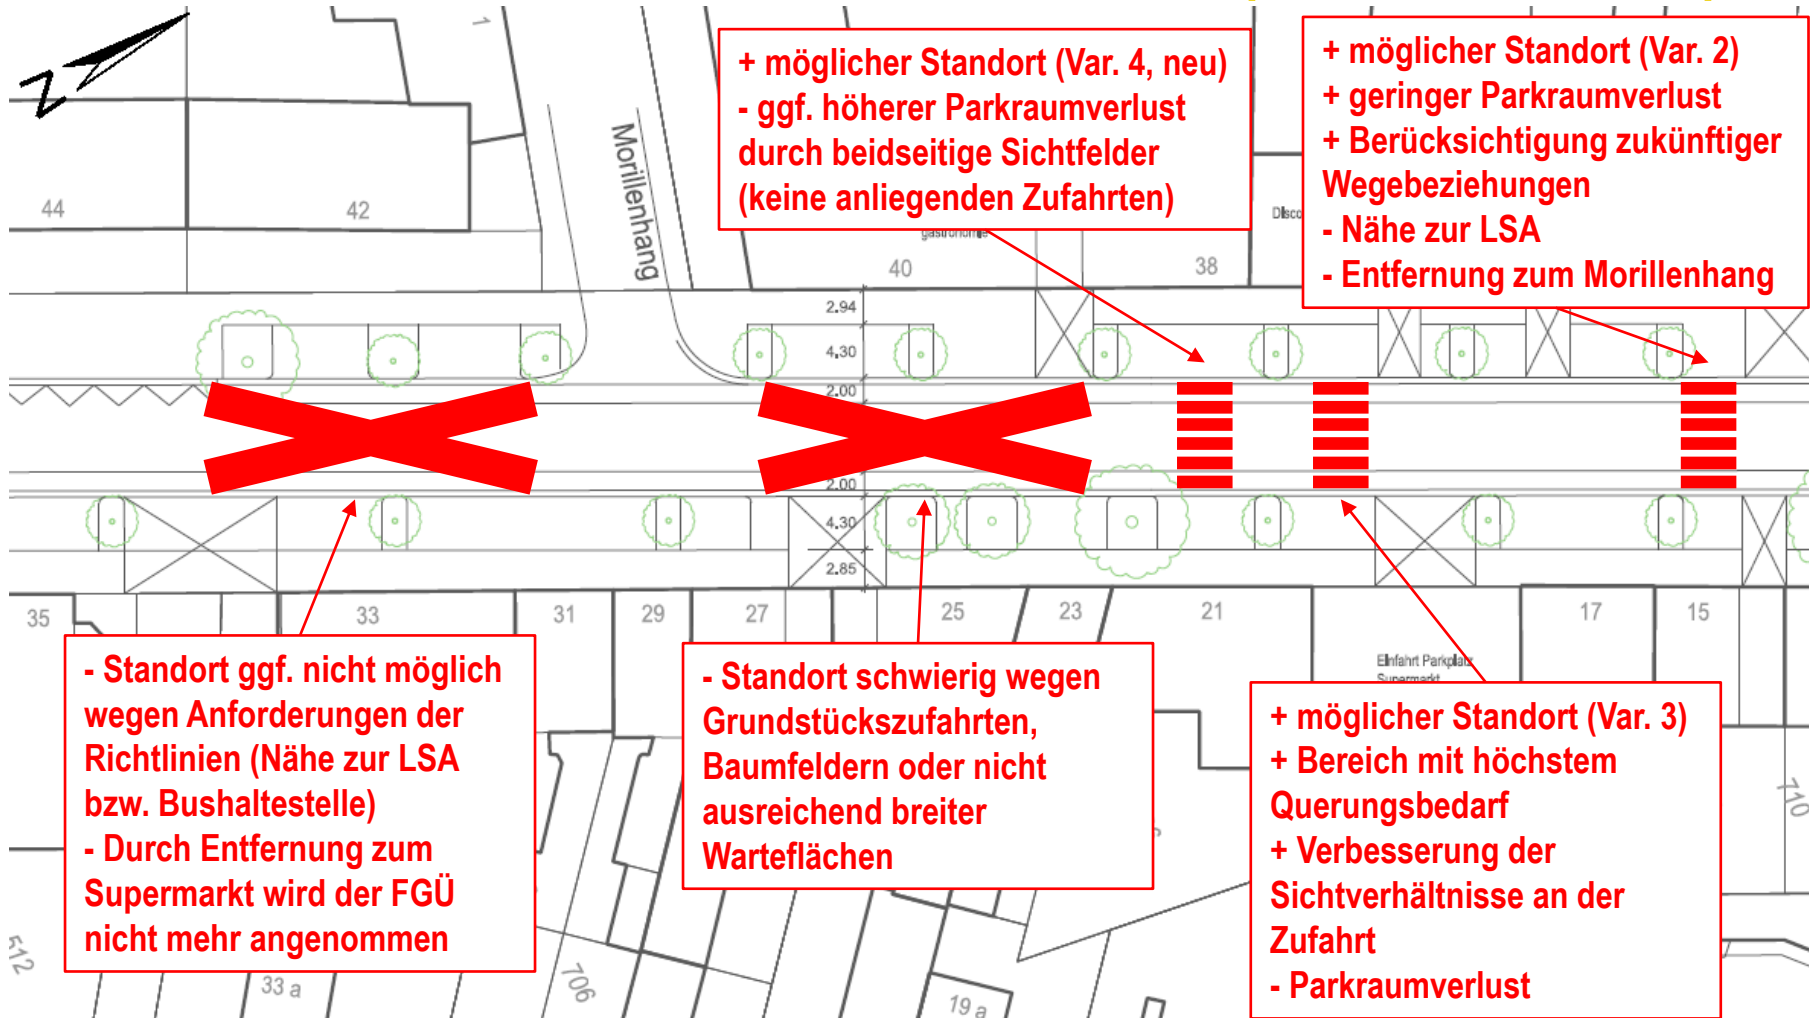 N
1
+ möglicher Standort (Var. 4, neu)
- ggf. höherer Parkraumverlust
durch beidseitige Sichtfelder
(keine anliegenden Zufahrten)
+ möglicher Standort (Var. 2)
+ geringer Parkraumverlust
+ Berücksichtigung zukünftiger
Wegebeziehungen
- Nähe zur LSA
- Entfernung zum Morillenhang
Morillenhang
44
42
gastronomie
40
38
2.94
4.30
2.00
2.00
4.30
2.85
35
33
31
29
27
25
23
21
17
15
Einfahrt Parkplatz
Supermarkt
- Standort ggf. nicht möglich
wegen Anforderungen der
Richtlinien (Nähe zur LSA
bzw. Bushaltestelle)
- Durch Entfernung zum
Supermarkt wird der FGÜ
nicht mehr angenommen
- Standort schwierig wegen
Grundstückszufahrten,
Baumfeldern oder nicht
ausreichend breiter
Warteflächen
+ möglicher Standort (Var. 3)
+ Bereich mit höchstem
Querungsbedarf
+ Verbesserung der
Sichtverhältnisse an der
Zufahrt
- Parkraumverlust
710
512
33 a
706
19 a